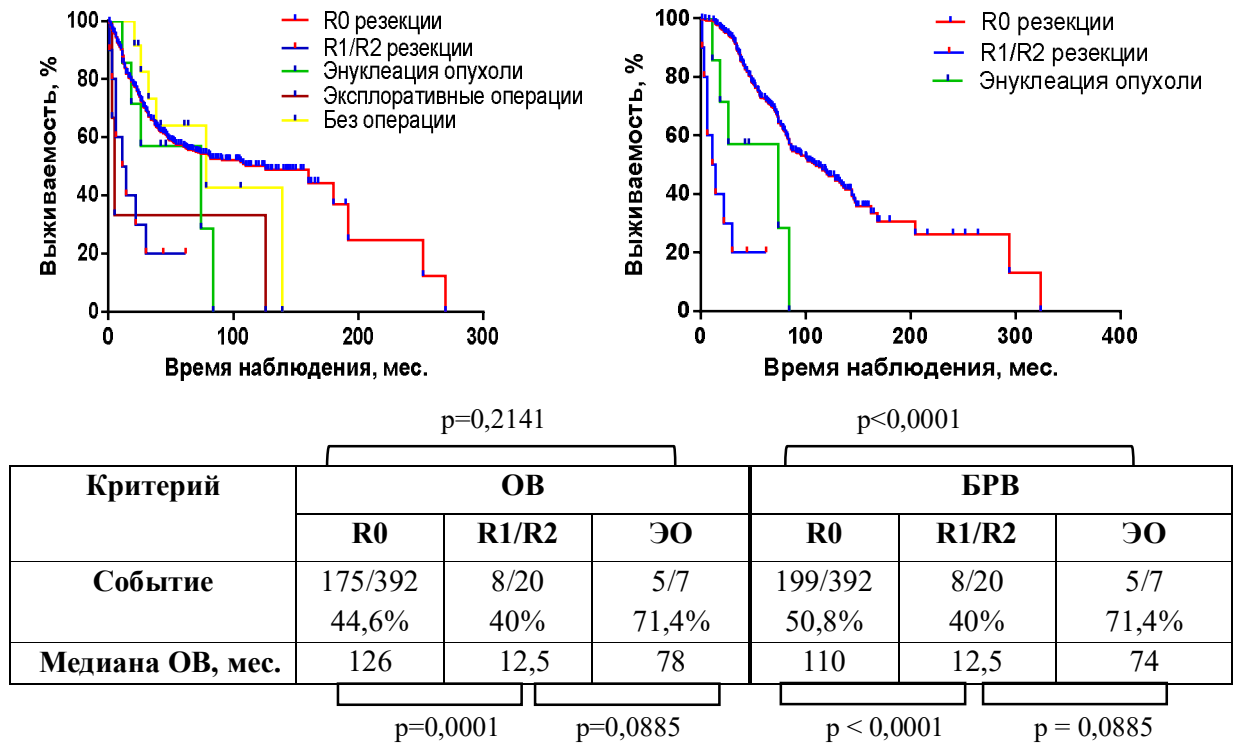 100
80
60
40
20
0
Выживаемость, %
0 100 200 300
Время наблюдения, мес.
R0 резекции
R1/R2 резекции
Энуклеация опухоли
Эксплоративные операции
Без операции
100
80
60
40
20
0
Выживаемость, %
0 100 200 300 400
Время наблюдения, мес.
R0 резекции
R1/R2 резекции
Энуклеация опухоли
p=0,2141 p<0,0001
Критерий ОВ БРВ
R0 R1/R2 ЭО R0 R1/R2 ЭО
Событие 175/392 8/20 5/7 199/392 8/20 5/7
44,6% 40% 71,4% 50,8% 40% 71,4%
Медиана ОВ, мес. 126 12,5 78 110 12,5 74
p=0,0001 p=0,0885 p < 0,0001 p = 0,0885